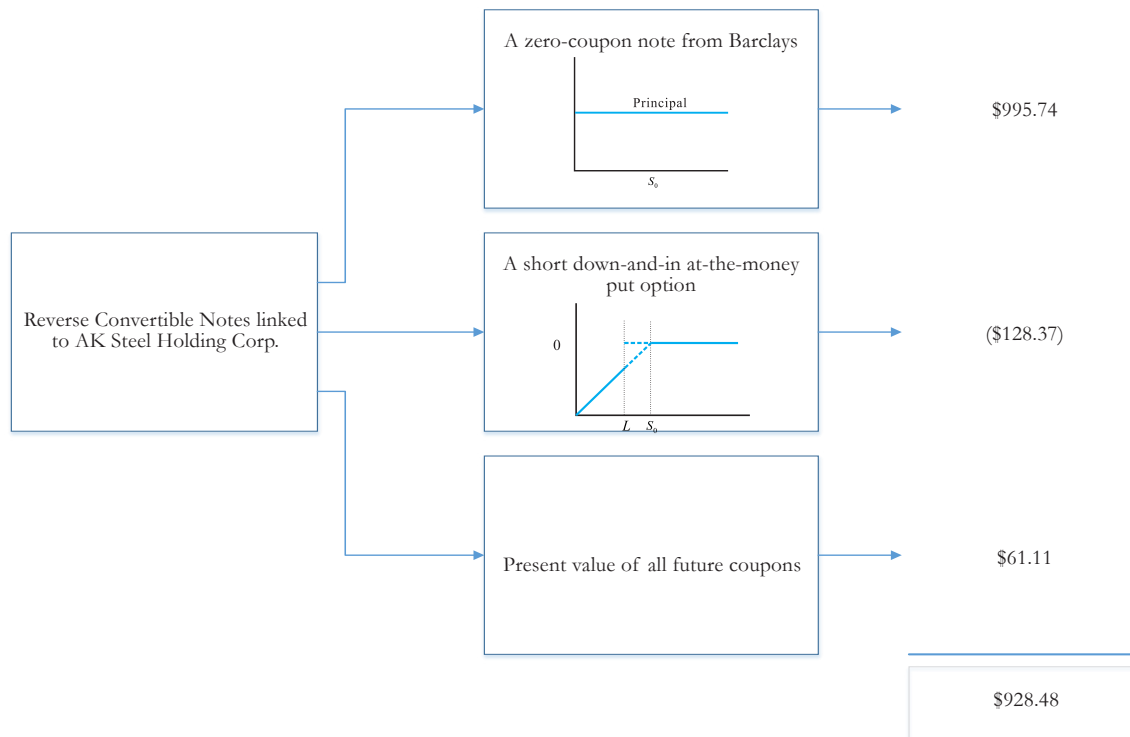 A zero-coupon note from Barclays
Principal
S₀
$995.74
Reverse Convertible Notes linked
to AK Steel Holding Corp.
A short down-and-in at-the-money
put option
0
L S₀
($128.37)
Present value of all future coupons
$61.11
$928.48